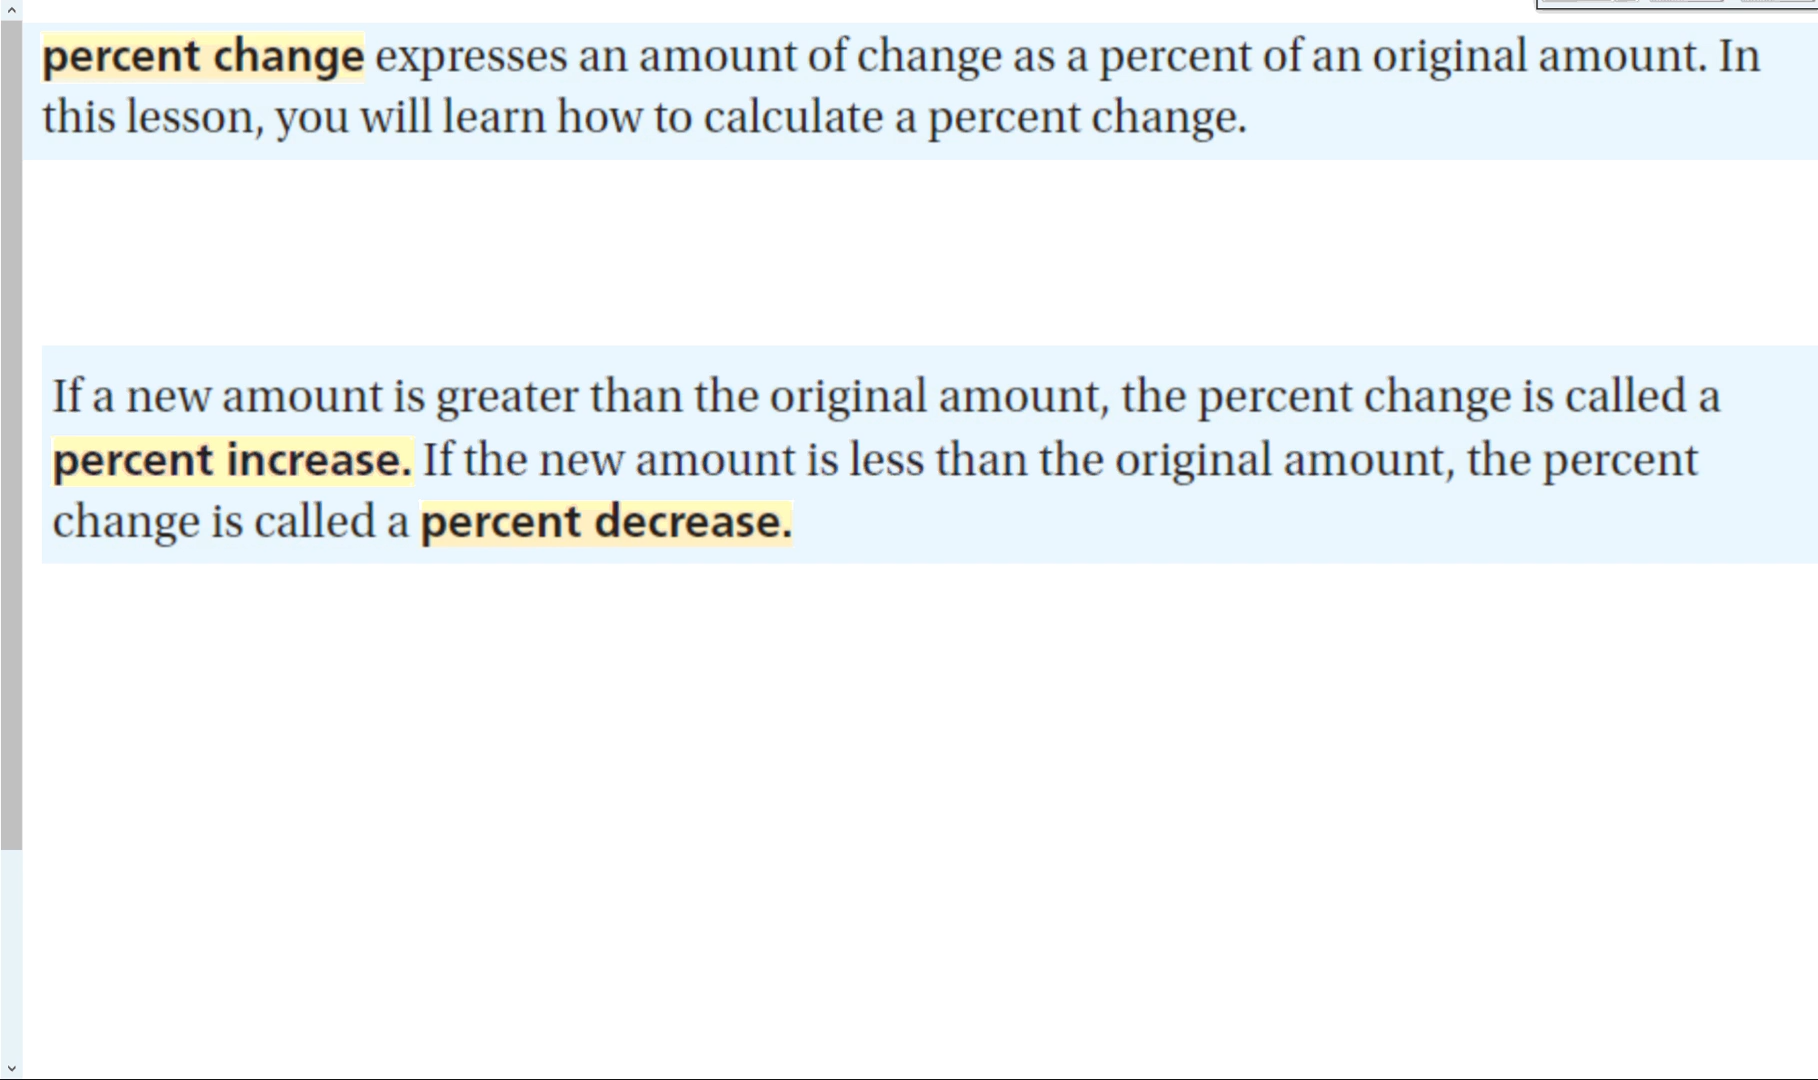 percent change expresses an amount of change as a percent of an original amount. In
this lesson, you will learn how to calculate a percent change.
If a new amount is greater than the original amount, the percent change is called a
percent increase. If the new amount is less than the original amount, the percent
change is called a percent decrease.